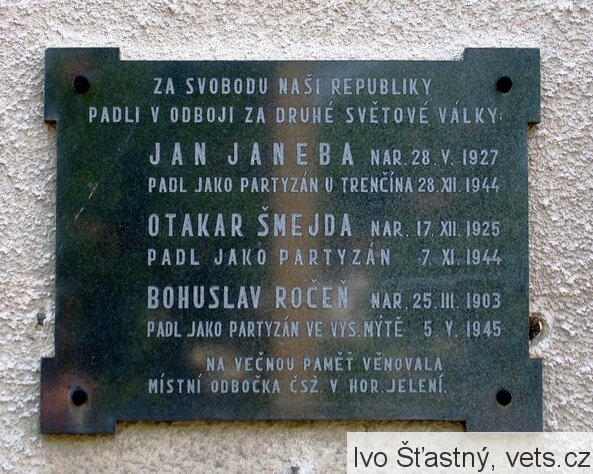 ZA SVOBODU NAŠI REPUBLIKY
PADLI V ODBOJI ZA DRUHÉ SVĚTOVÉ VÁLKY:
JAN JANEBA NAR. 28. V. 1927
PADL JAKO PARTYZÁN U TRENČÍNA 28. XII. 1944
OTAKAR ŠMEJDA NAR. 17. XII. 1925
PADL JAKO PARTYZÁN 7. XI. 1944
BOHUSLAV ROČEŇ NAR. 25. III. 1903
PADL JAKO PARTYZÁN VE VYS. MÝTĚ 5. V. 1945
NA VEČNOU PAMĚŤ VĚNOVALA
MÍSTNÍ ODBOČKA ČSŽ. V HOR. JELENÍ.
Ivo Šťastný, vets.cz